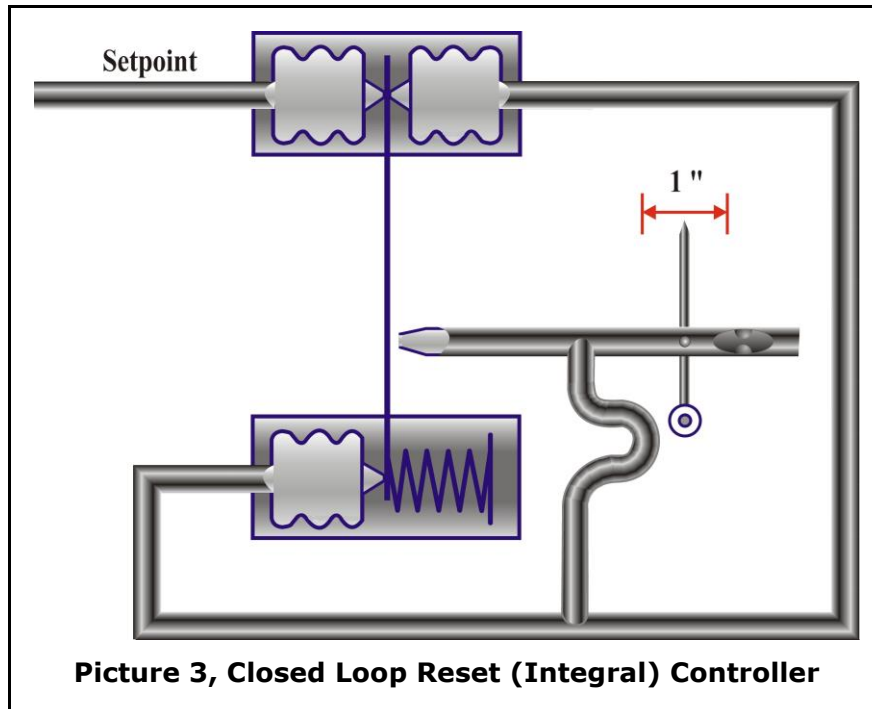 Setpoint
1 "
Picture 3, Closed Loop Reset (Integral) Controller